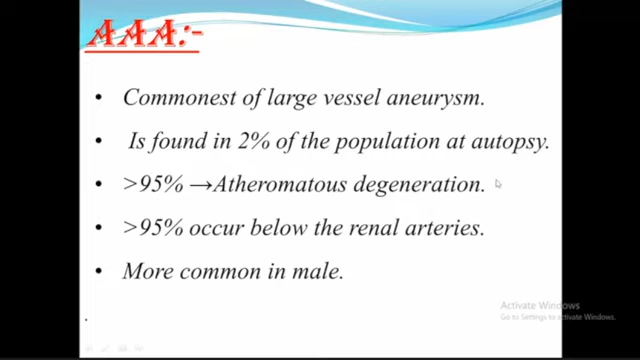 AAA:-
• Commonest of large vessel aneurysm.
• Is found in 2% of the population at autopsy.
• >95% →Atheromatous degeneration.
• >95% occur below the renal arteries.
• More common in male.
.
Activate Windows
Go to Settings to activate Windows.